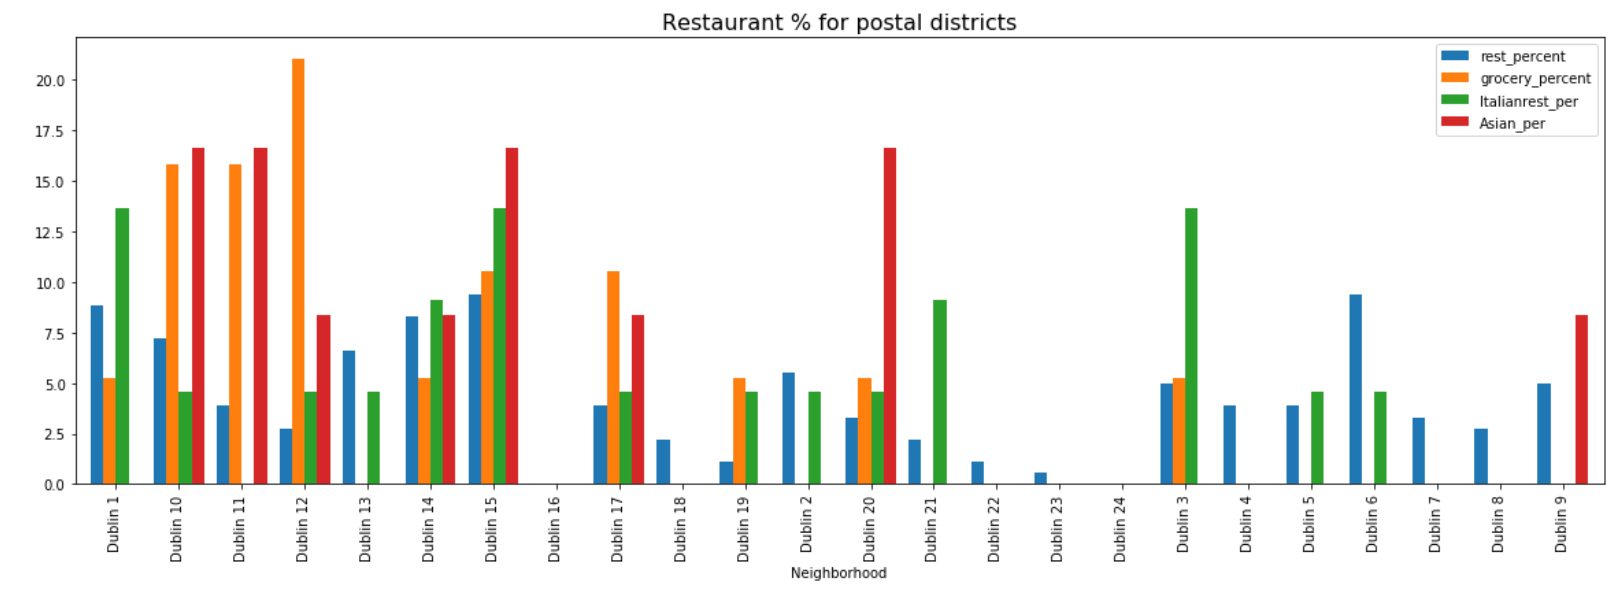 Restaurant % for postal districts
rest_percent
grocery_percent
Italianrest_per
Asian_per
20.0
17.5
15.0
12.5
10.0
7.5
5.0
2.5
0.0
Dublin 1
Dublin 10
Dublin 11
Dublin 12
Dublin 13
Dublin 14
Dublin 15
Dublin 16
Dublin 17
Dublin 18
Dublin 19
Dublin 2
Dublin 20
Dublin 21
Dublin 22
Dublin 23
Dublin 24
Dublin 3
Dublin 4
Dublin 5
Dublin 6
Dublin 7
Dublin 8
Dublin 9
Neighborhood